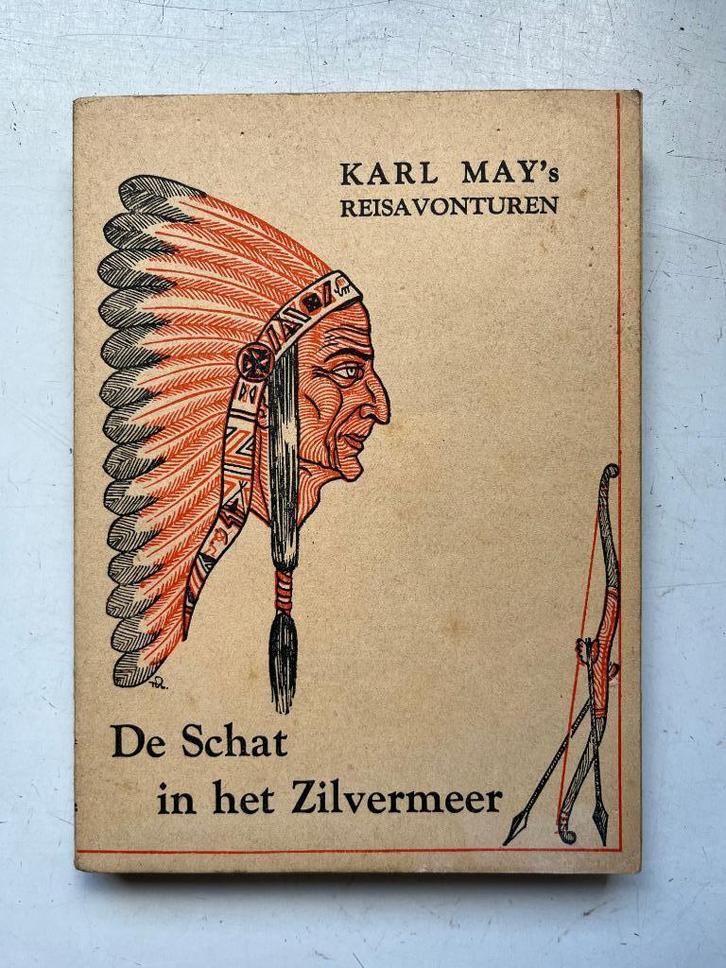 KARL MAY's
REISAVONTUREN
De Schat
in het Zilvermeer